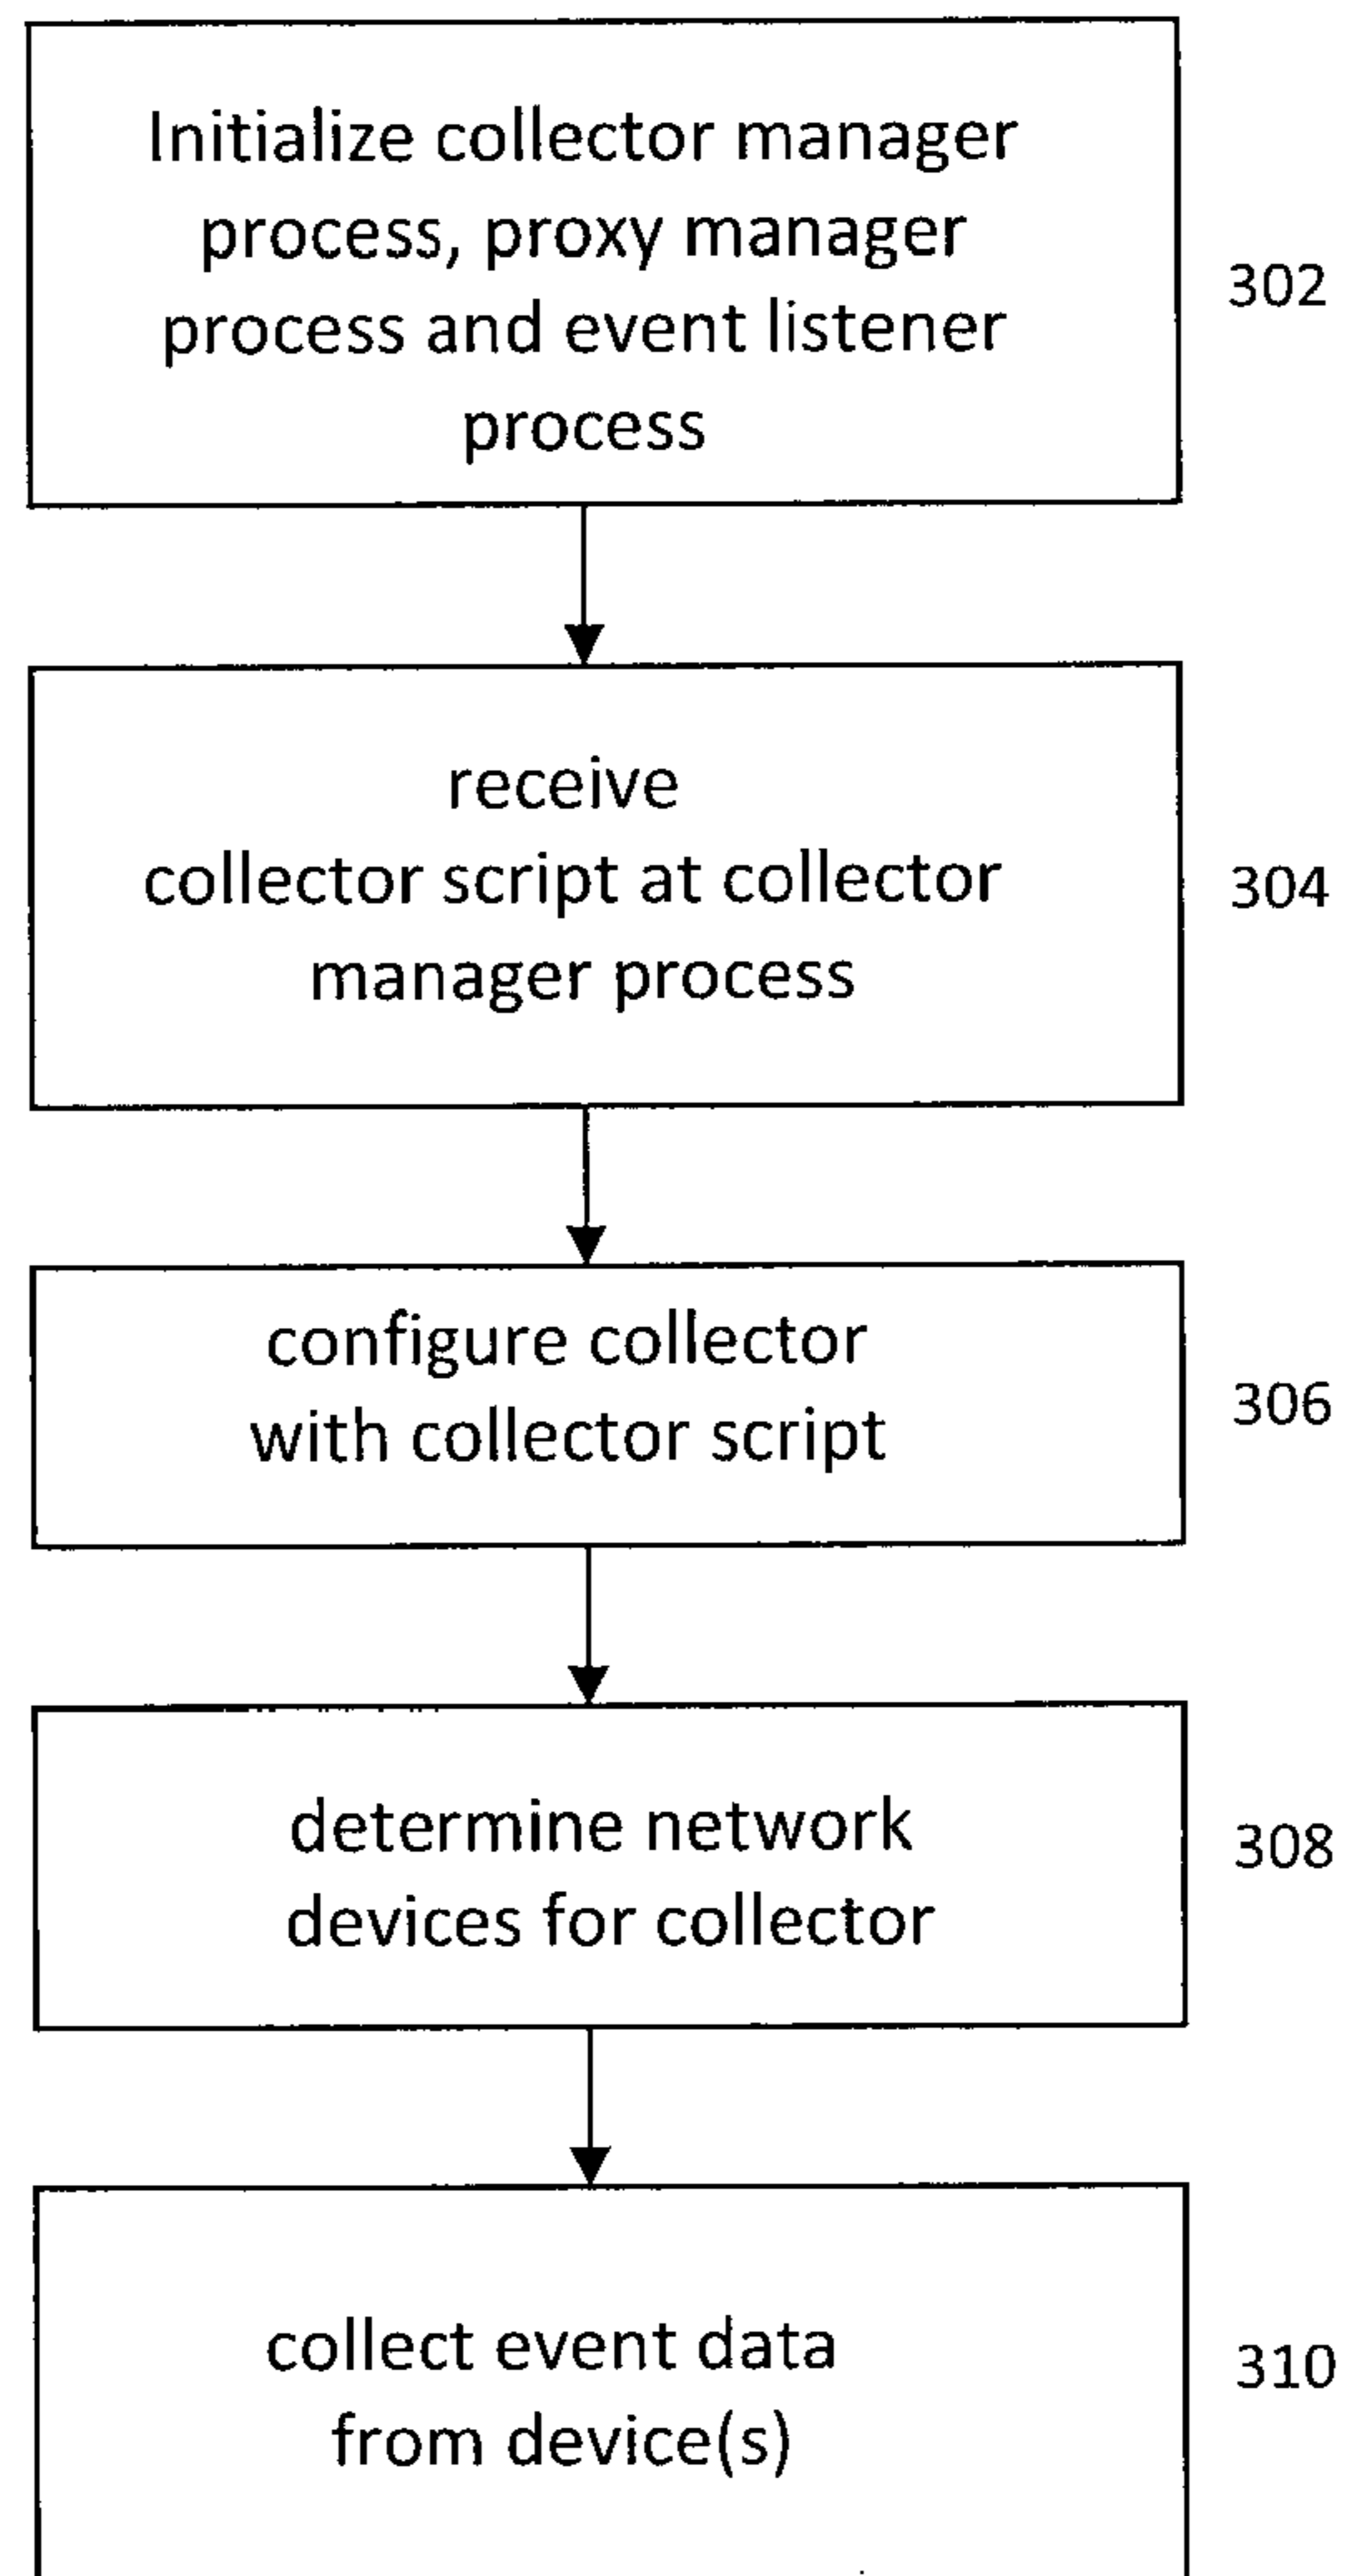 Initialize collector manager
process, proxy manager
process and event listener
process
302
receive
collector script at collector
manager process
304
configure collector
with collector script
306
determine network
devices for collector
308
collect event data
from device(s)
310